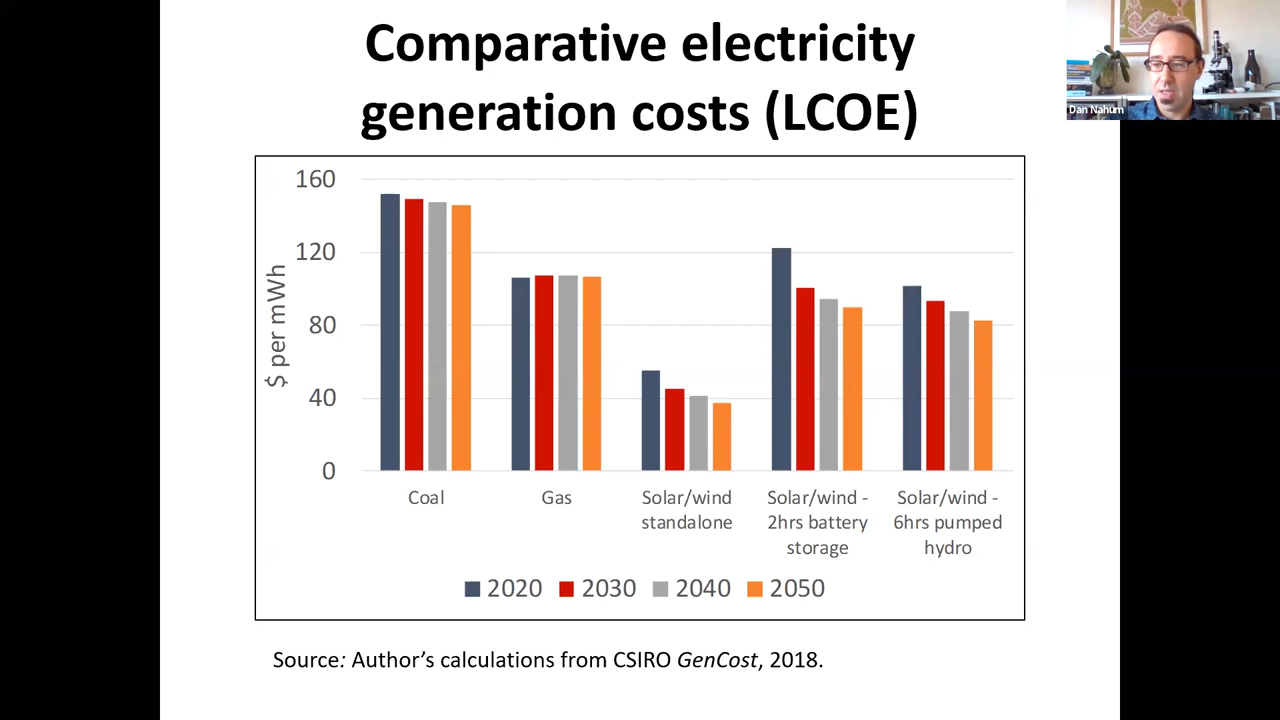 Comparative electricity
generation costs (LCOE)
Dan Nahum
160
120
80
40
0
$ per mWh
Coal
Gas
Solar/wind
standalone
Solar/wind -
2hrs battery
storage
Solar/wind -
6hrs pumped
hydro
2020 2030 2040 2050
Source: Author’s calculations from CSIRO GenCost, 2018.